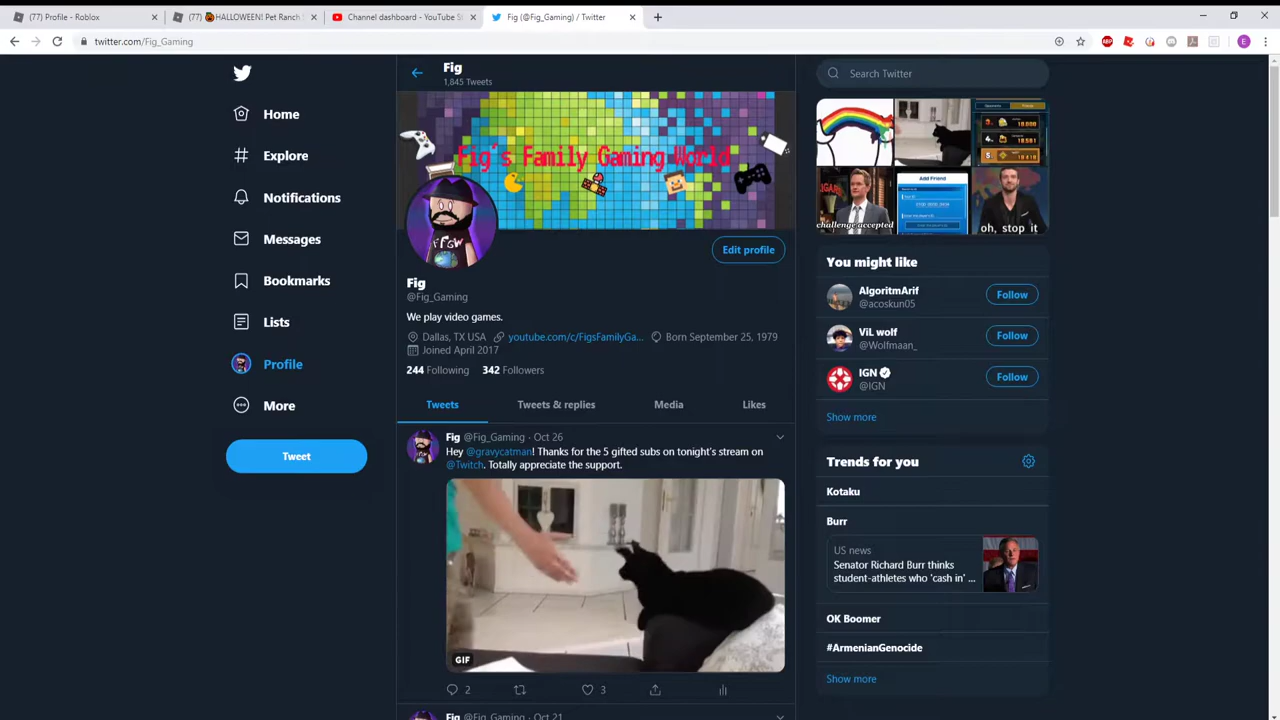 (77) Profile - Roblox
(77) 🎃HALLOWEEN! Pet Ranch
Channel dashboard - YouTube St
Fig (@Fig_Gaming) / Twitter
twitter.com/Fig_Gaming
ABP
E
Fig
1,845 Tweets
Home
Explore
Notifications
Messages
Bookmarks
Lists
Profile
More
Tweet
Fig's Family Gaming World
FFGW
Edit profile
Fig
@Fig_Gaming
We play video games.
Dallas, TX USA youtube.com/c/FigsFamilyGa... Born September 25, 1979
Joined April 2017
244 Following 342 Followers
Tweets Tweets & replies Media Likes
Fig @Fig_Gaming · Oct 26
Hey @gravycatman! Thanks for the 5 gifted subs on tonight's stream on
@Twitch. Totally appreciate the support.
GIF
2 3
Fig @Fig_Gaming · Oct 21
Search Twitter
challenge accepted
Add Friend
oh, stop it
You might like
AlgoritmArif
@acoskun05
Follow
ViL wolf
@Wolfmaan_
Follow
IGN
@IGN
Follow
Show more
Trends for you
Kotaku
Burr
US news
Senator Richard Burr thinks
student-athletes who 'cash in' ...
OK Boomer
#ArmenianGenocide
Show more